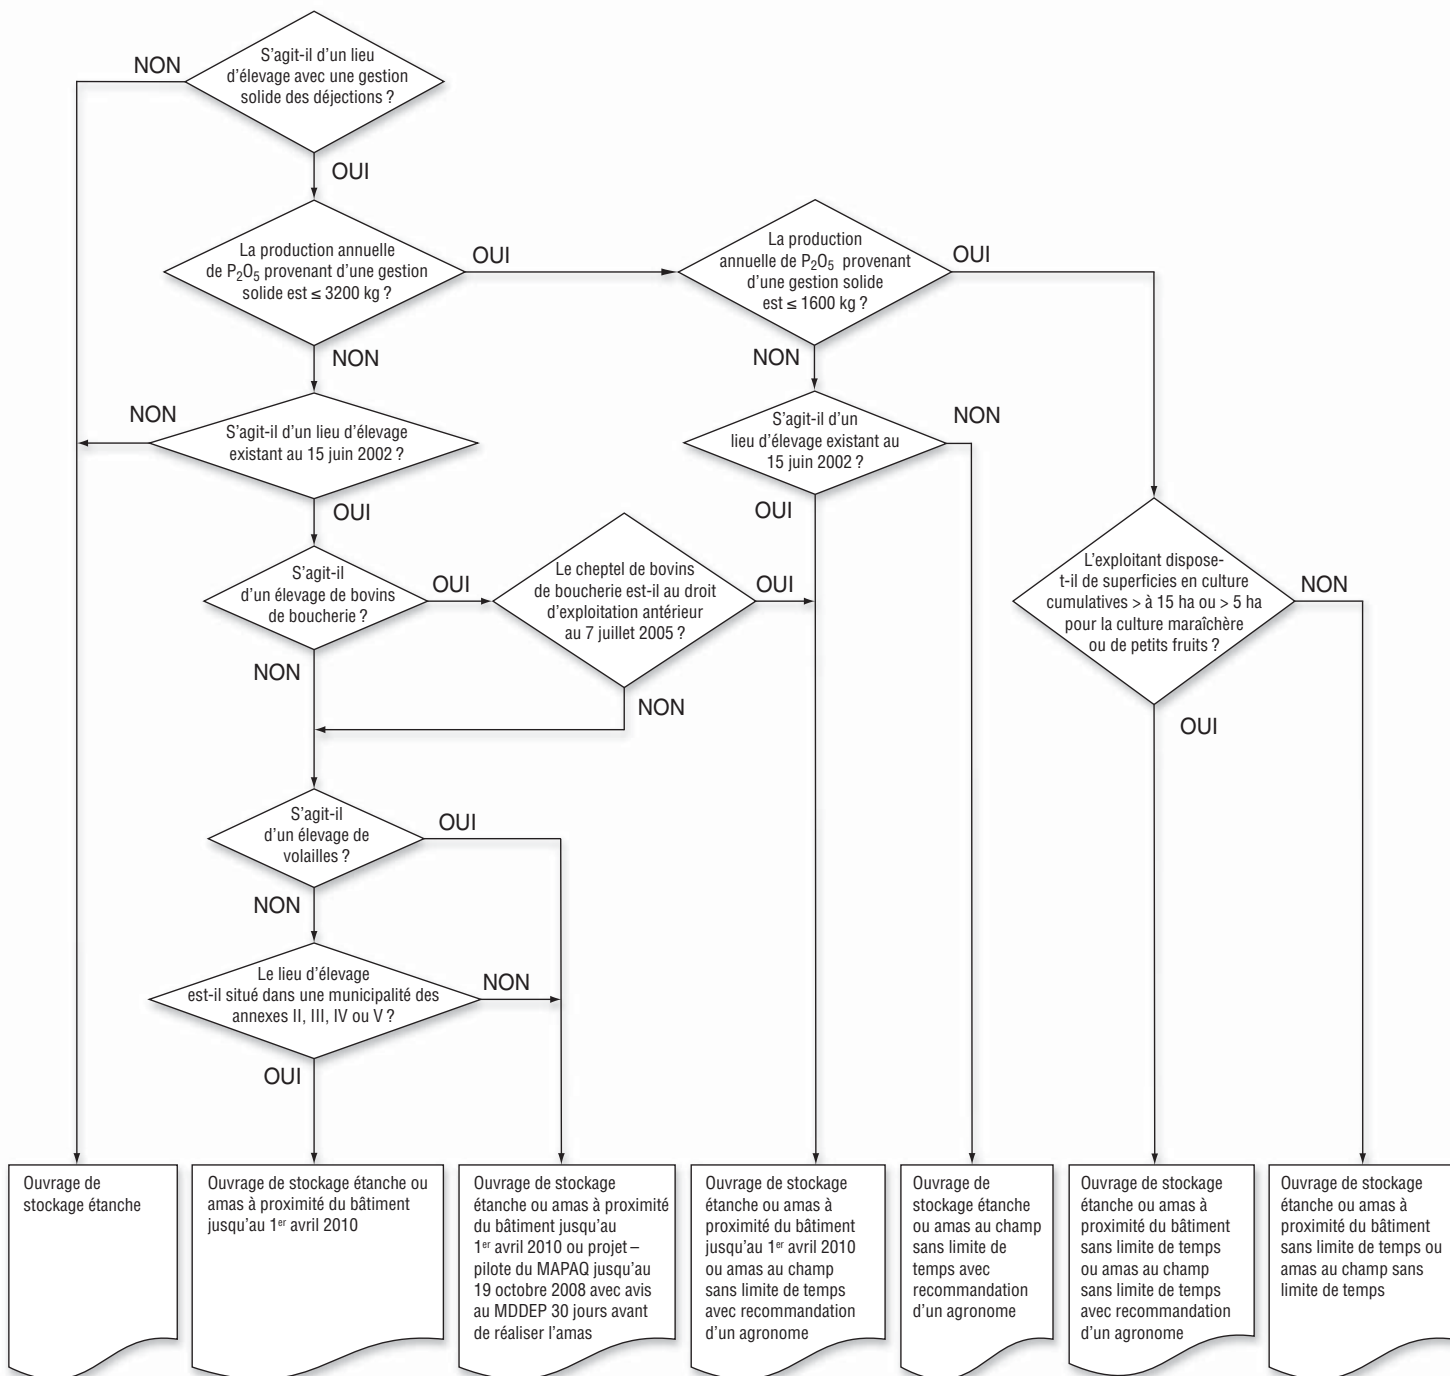 S'agit-il d'un lieu
d'élevage avec une gestion
solide des déjections ?
NON
OUI
La production annuelle
de P₂O₅ provenant d'une gestion
solide est ≤ 3200 kg ?
OUI
La production
annuelle de P₂O₅ provenant
d'une gestion solide
est ≤ 1600 kg ?
OUI
NON
NON
NON
S'agit-il d'un lieu d'élevage
existant au 15 juin 2002 ?
S'agit-il d'un
lieu d'élevage existant au
15 juin 2002 ?
NON
OUI
OUI
S'agit-il
d'un élevage de bovins
de boucherie ?
OUI
Le cheptel de bovins
de boucherie est-il au droit
d'exploitation antérieur
au 7 juillet 2005 ?
OUI
L'exploitant dispose-
t-il de superficies en culture
cumulatives > à 15 ha ou > 5 ha
pour la culture maraîchère
ou de petits fruits ?
NON
NON
NON
OUI
S'agit-il
d'un élevage de
volailles ?
OUI
NON
Le lieu d'élevage
est-il situé dans une municipalité des
annexes II, III, IV ou V ?
NON
OUI
Ouvrage de
stockage étanche
Ouvrage de stockage étanche ou
amas à proximité du bâtiment
jusqu'au 1er avril 2010
Ouvrage de stockage
étanche ou amas à proximité
du bâtiment jusqu'au
1er avril 2010 ou projet –
pilote du MAPAQ jusqu'au
19 octobre 2008 avec avis
au MDDEP 30 jours avant
de réaliser l'amas
Ouvrage de stockage
étanche ou amas à
proximité du bâtiment
jusqu'au 1er avril 2010
ou amas au champ
sans limite de temps
avec recommandation
d'un agronome
Ouvrage de
stockage étanche
ou amas au champ
sans limite de
temps avec
recommandation
d'un agronome
Ouvrage de stockage
étanche ou amas à
proximité du bâtiment
sans limite de temps
ou amas au champ
sans limite de temps
avec recommandation
d'un agronome
Ouvrage de stockage
étanche ou amas à
proximité du bâtiment
sans limite de temps ou
amas au champ sans
limite de temps